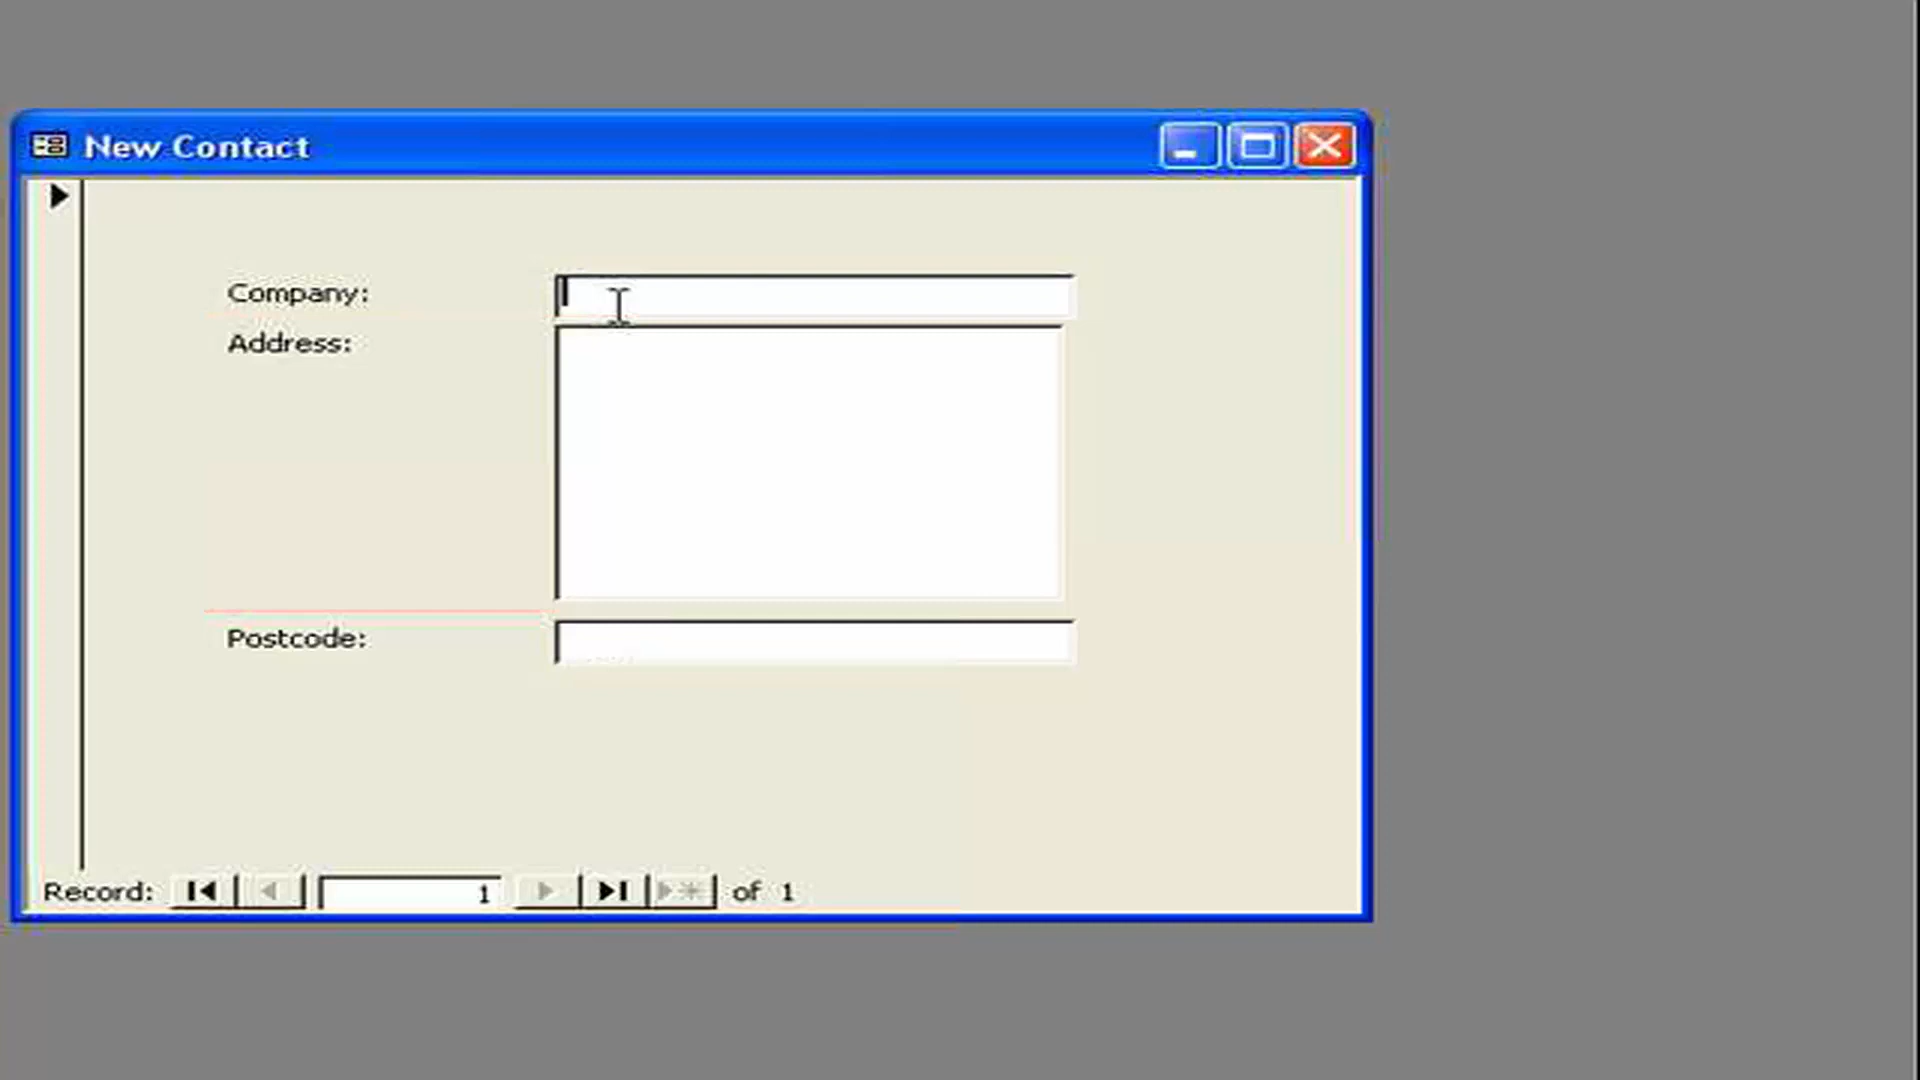 New Contact
Company:
Address:
Postcode:
Record: 1 of 1